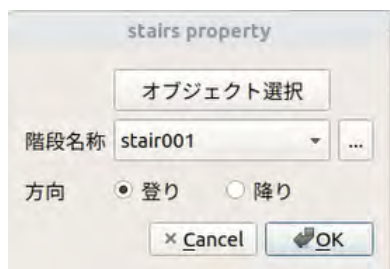 stairs property
オブジェクト選択
階段名称 stair001 ...
方向 登り 降り
Cancel OK